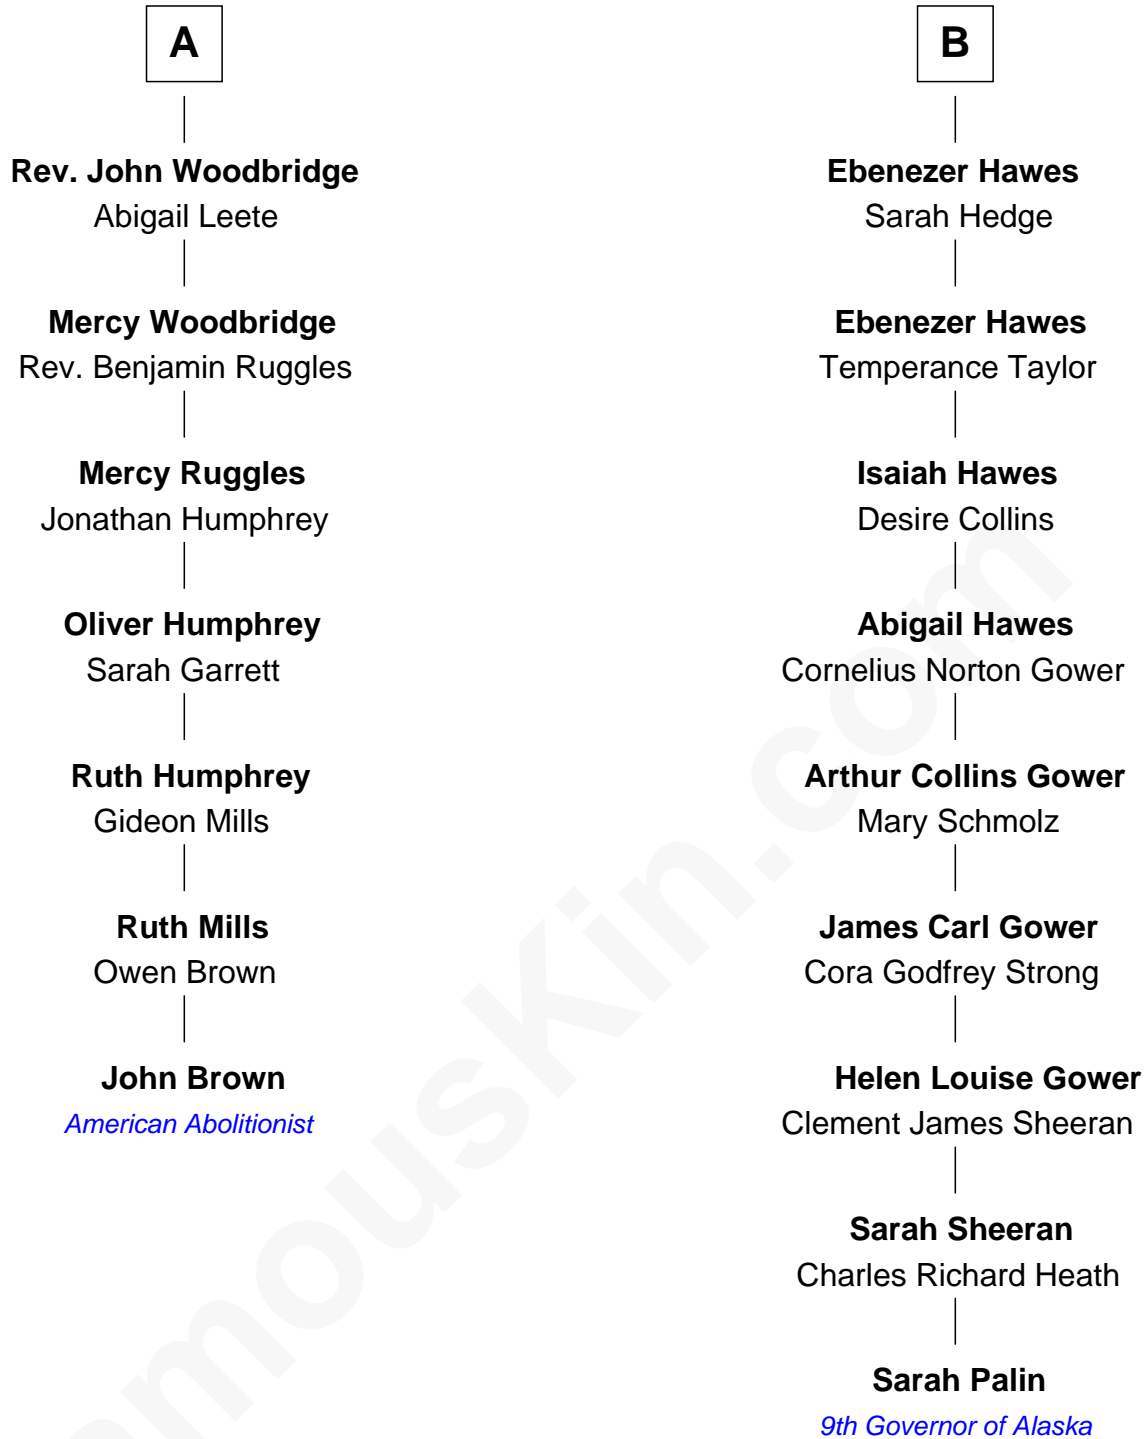 A
Rev. John Woodbridge
Abigail Leete
Mercy Woodbridge
Rev. Benjamin Ruggles
Mercy Ruggles
Jonathan Humphrey
Oliver Humphrey
Sarah Garrett
Ruth Humphrey
Gideon Mills
Ruth Mills
Owen Brown
John Brown
American Abolitionist
B
Ebenezer Hawes
Sarah Hedge
Ebenezer Hawes
Temperance Taylor
Isaiah Hawes
Desire Collins
Abigail Hawes
Cornelius Norton Gower
Arthur Collins Gower
Mary Schmolz
James Carl Gower
Cora Godfrey Strong
Helen Louise Gower
Clement James Sheeran
Sarah Sheeran
Charles Richard Heath
Sarah Palin
9th Governor of Alaska
amouskin.com